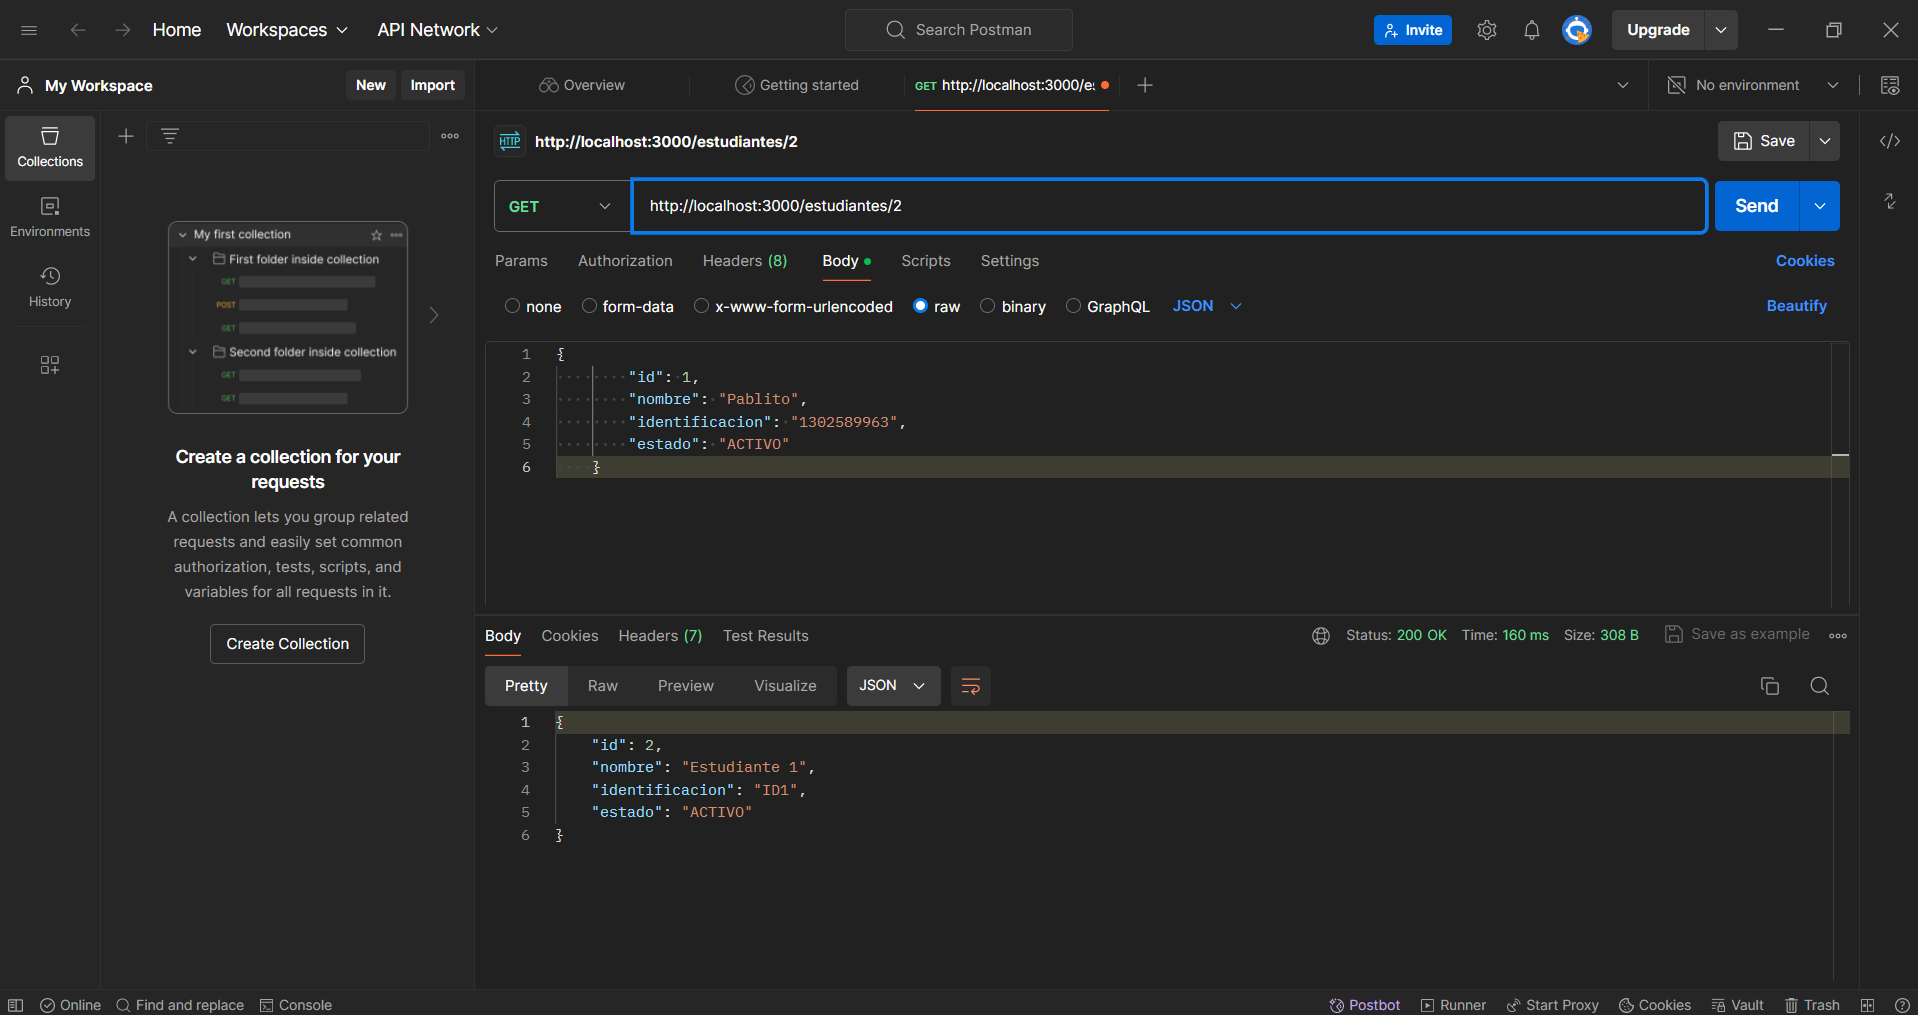 Home Workspaces API Network Search Postman Invite Upgrade
My Workspace New Import Overview Getting started GET http://localhost:3000/es No environment
Collections
Environments
History
My first collection
First folder inside collection
GET
POST
GET
Second folder inside collection
GET
GET
Create a collection for your
requests
A collection lets you group related
requests and easily set common
authorization, tests, scripts, and
variables for all requests in it.
Create Collection
HTTP http://localhost:3000/estudiantes/2 Save
GET http://localhost:3000/estudiantes/2 Send
Params Authorization Headers (8) Body Scripts Settings Cookies
none form-data x-www-form-urlencoded raw binary GraphQL JSON Beautify
1 {
2 "id": 1,
3 "nombre": "Pablito",
4 "identificacion": "1302589963",
5 "estado": "ACTIVO"
6 }
Body Cookies Headers (7) Test Results Status: 200 OK Time: 160 ms Size: 308 B Save as example
Pretty Raw Preview Visualize JSON
1 {
2 "id": 2,
3 "nombre": "Estudiante 1",
4 "identificacion": "ID1",
5 "estado": "ACTIVO"
6 }
Online Find and replace Console Postbot Runner Start Proxy Cookies Vault Trash